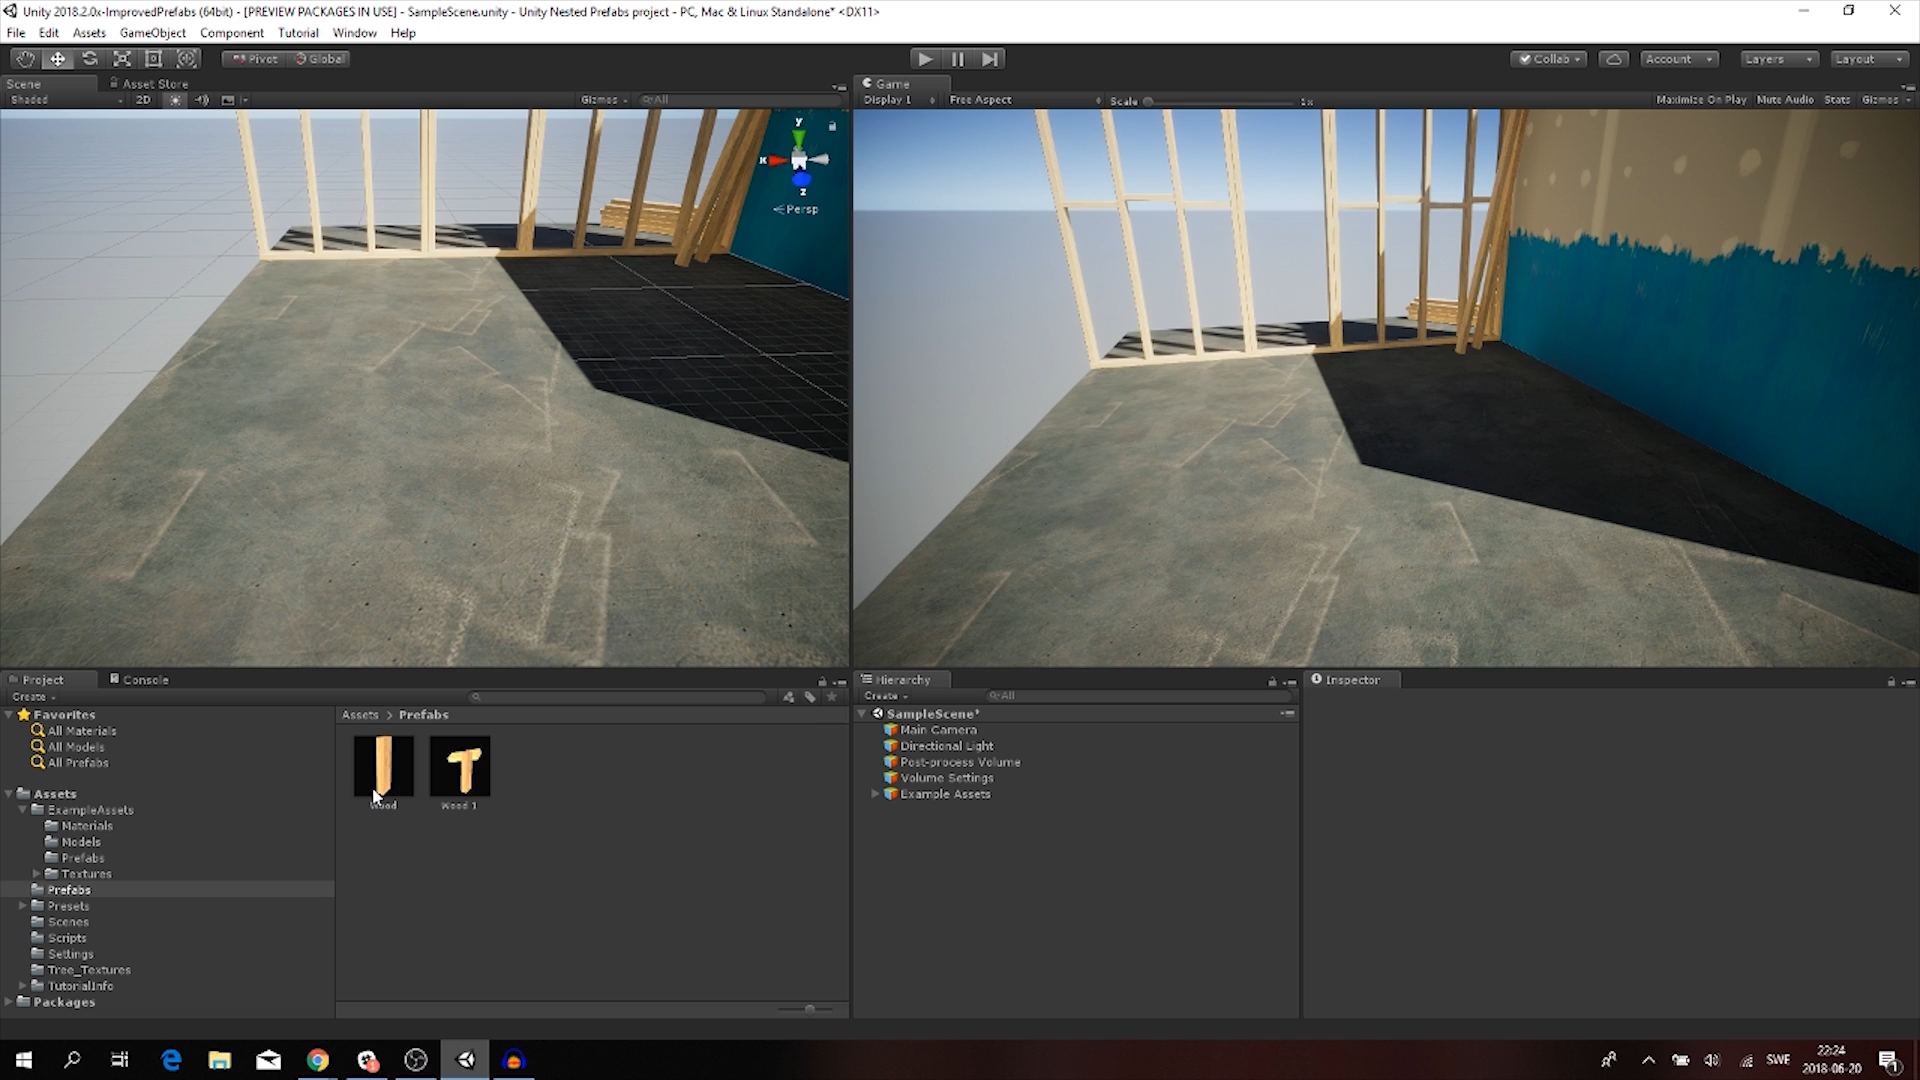 Unity 2018.2.0x-ImprovedPrefabs (64bit) - [PREVIEW PACKAGES IN USE] - SampleScene.unity - Unity Nested Prefabs project - PC, Mac & Linux Standalone* <DX11>
File Edit Assets GameObject Component Tutorial Window Help
Pivot Global Collab Account Layers Layout
Scene Asset Store Game
Shaded 2D Gizmos All Display 1 Free Aspect Scale 1x Maximize On Play Mute Audio Stats Gizmos
y
x
z
Persp
Project Console Hierarchy Inspector
Create Create All
Favorites Assets > Prefabs SampleScene*
All Materials Main Camera
All Models Directional Light
All Prefabs Post-process Volume
Volume Settings
Assets Example Assets
ExampleAssets Wood Wood 1
Materials
Models
Prefabs
Textures
Prefabs
Presets
Scenes
Scripts
Settings
Tree_Textures
TutorialInfo
Packages
SWE 22:24
2018-06-20
1